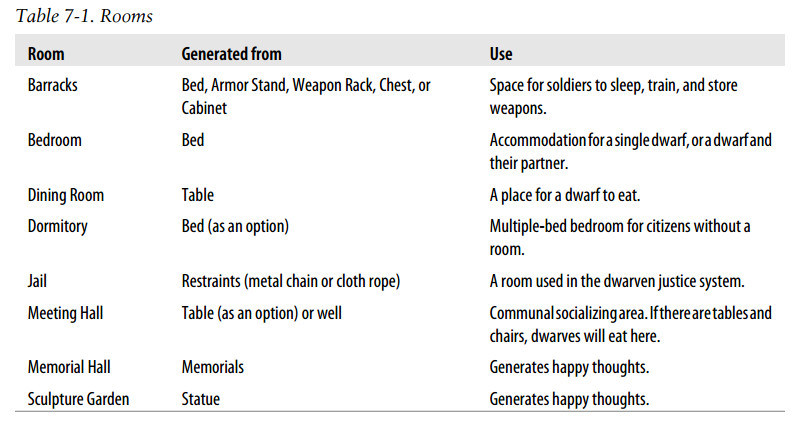 Table 7-1. Rooms
Room Generated from Use
Barracks Bed, Armor Stand, Weapon Rack, Chest, or Space for soldiers to sleep, train, and store
Cabinet weapons.
Bedroom Bed Accommodation for a single dwarf, or a dwarf and
their partner.
Dining Room Table A place for a dwarf to eat.
Dormitory Bed (as an option) Multiple-bed bedroom for citizens without a
room.
Jail Restraints (metal chain or cloth rope) A room used in the dwarven justice system.
Meeting Hall Table (as an option) or well Communal socializing area. If there are tables and
chairs, dwarves will eat here.
Memorial Hall Memorials Generates happy thoughts.
Sculpture Garden Statue Generates happy thoughts.